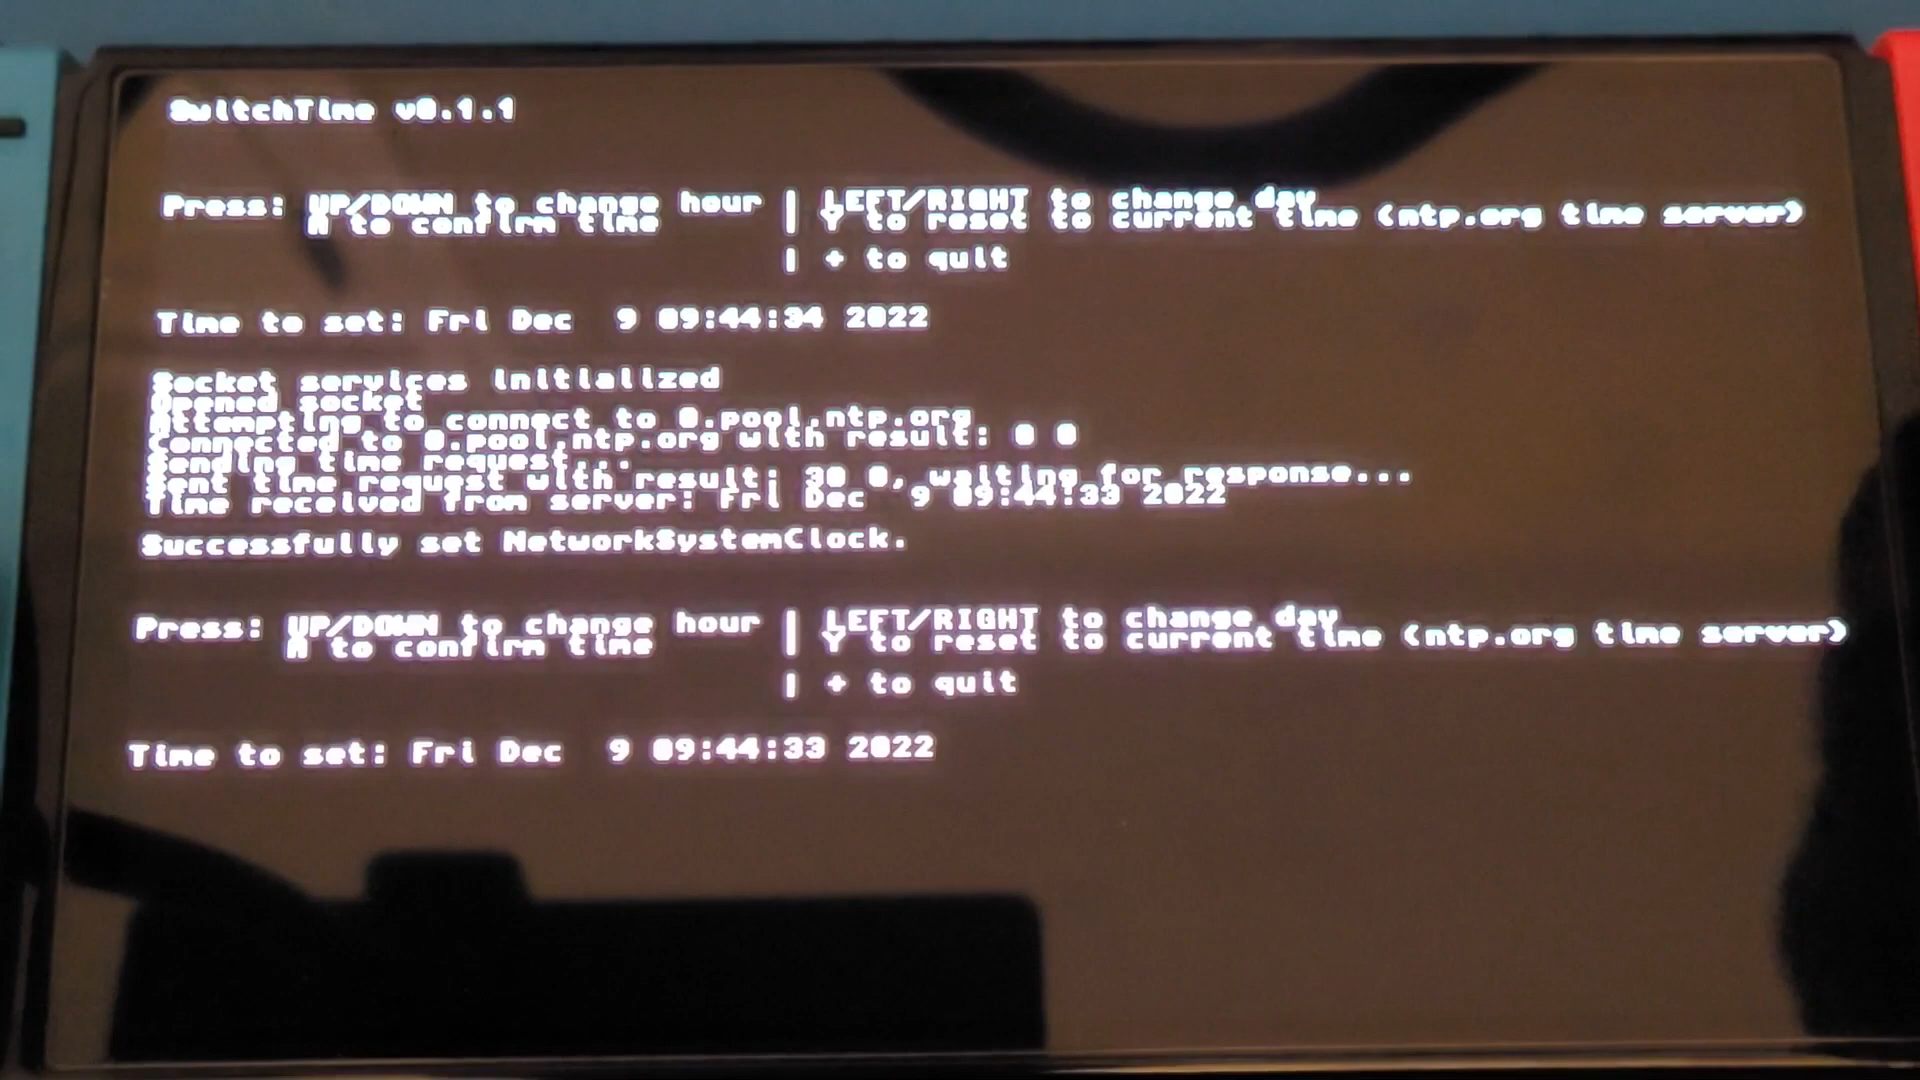 SwitchTime v0.1.1
Press: UP/DOWN to change hour | LEFT/RIGHT to change day
A to confirm time | Y to reset to current time (ntp.org time server)
| + to quit
Time to set: Fri Dec  9 09:44:34 2022
Socket services initialized
Opened socket
Attempting to connect to 0.pool.ntp.org
Connected to 0.pool.ntp.org with result: 0 0
Sending time request...
Sent time request with result: 30 0, waiting for response...
Time received from server: Fri Dec  9 09:44:33 2022
Successfully set NetworkSystemClock.
Press: UP/DOWN to change hour | LEFT/RIGHT to change day
A to confirm time | Y to reset to current time (ntp.org time server)
| + to quit
Time to set: Fri Dec  9 09:44:33 2022